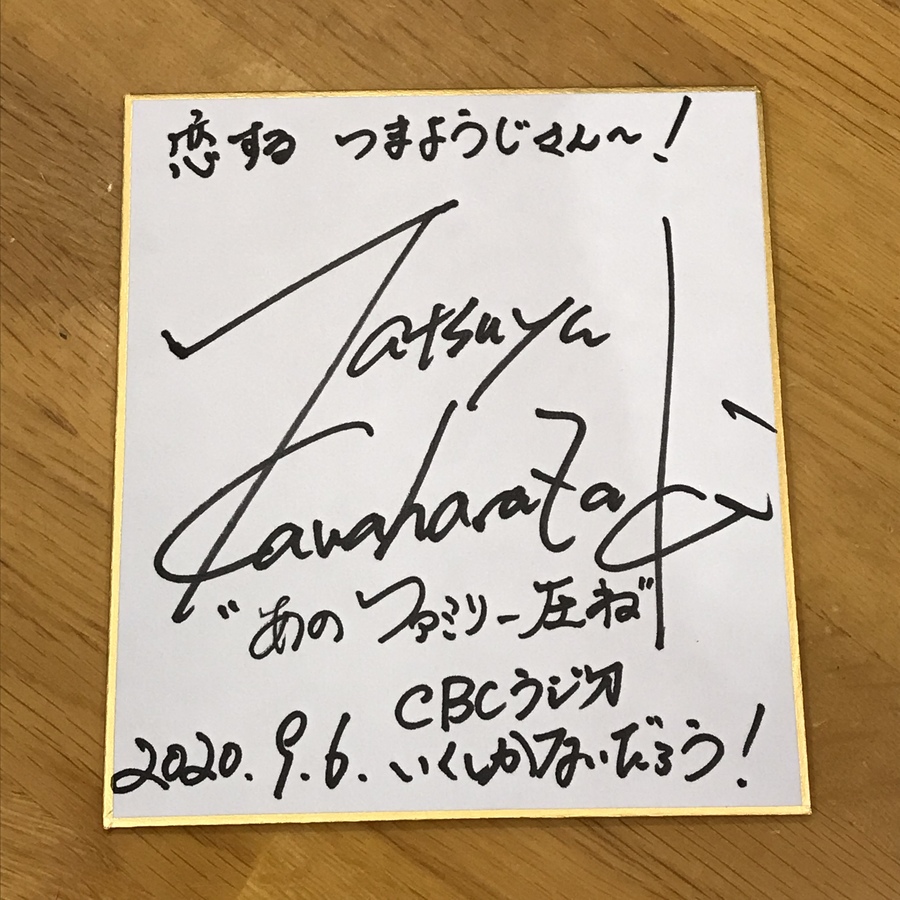 恋する つまようじさん〜!
Tatsuya
Kawaharazaki
"あのファミリー圧ね"
CBCラジオ
2020.9.6. いくしかないだろう!